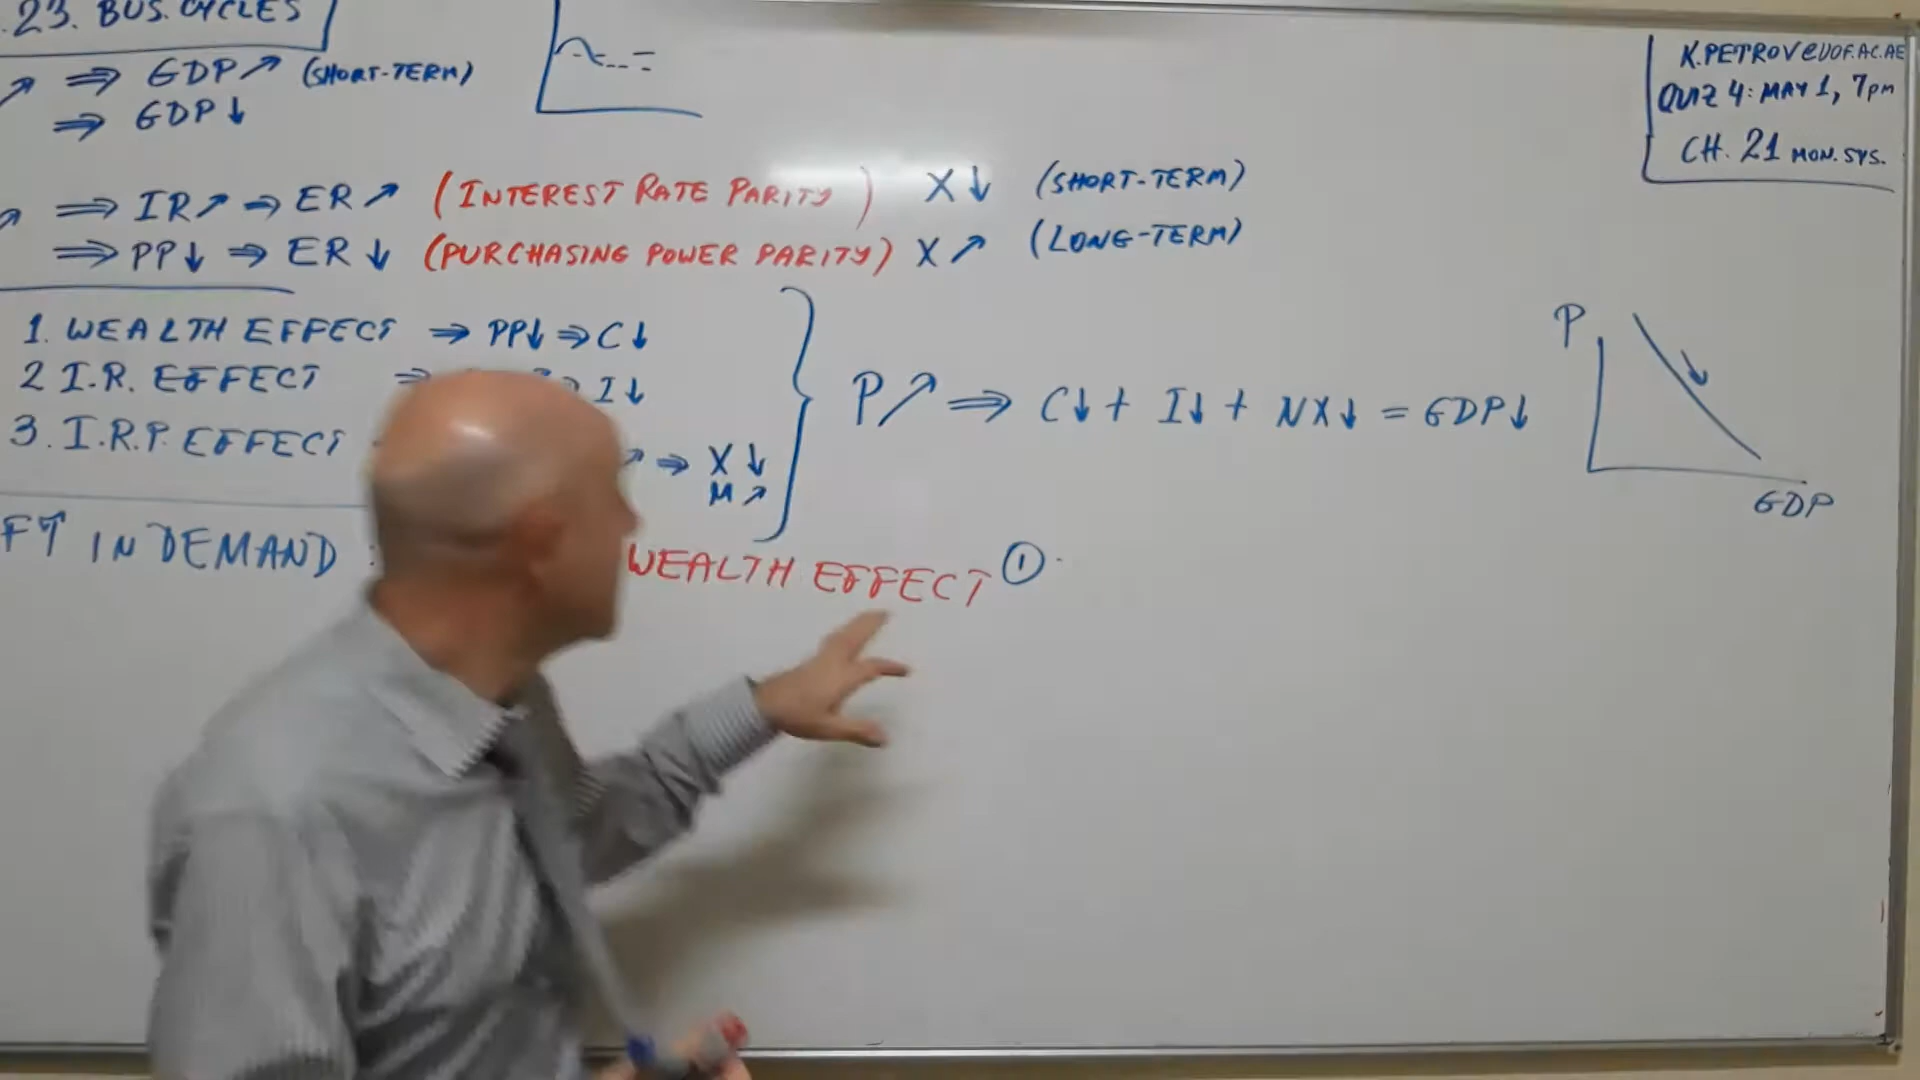 .23. BUS. CYCLES
↗ ⇒ GDP↗ (SHORT-TERM)
⇒ GDP↓
K.PETROV@UOF.AC.AE
QUIZ 4: MAY 1, 7pm
CH. 21 MON. SYS.
⇒ IR↗ ⇒ ER↗ (INTEREST RATE PARITY) X↓ (SHORT-TERM)
⇒ PP↓ ⇒ ER↓ (PURCHASING POWER PARITY) X↗ (LONG-TERM)
1. WEALTH EFFECT ⇒ PP↓ ⇒ C↓
2 I.R. EFFECT ⇒ I↓
3. I.R.P. EFFECT ↗ ⇒ X↓
M↗
P↗ ⇒ C↓ + I↓ + NX↓ = GDP↓
P
GDP
FT IN DEMAND :
WEALTH EFFECT ①